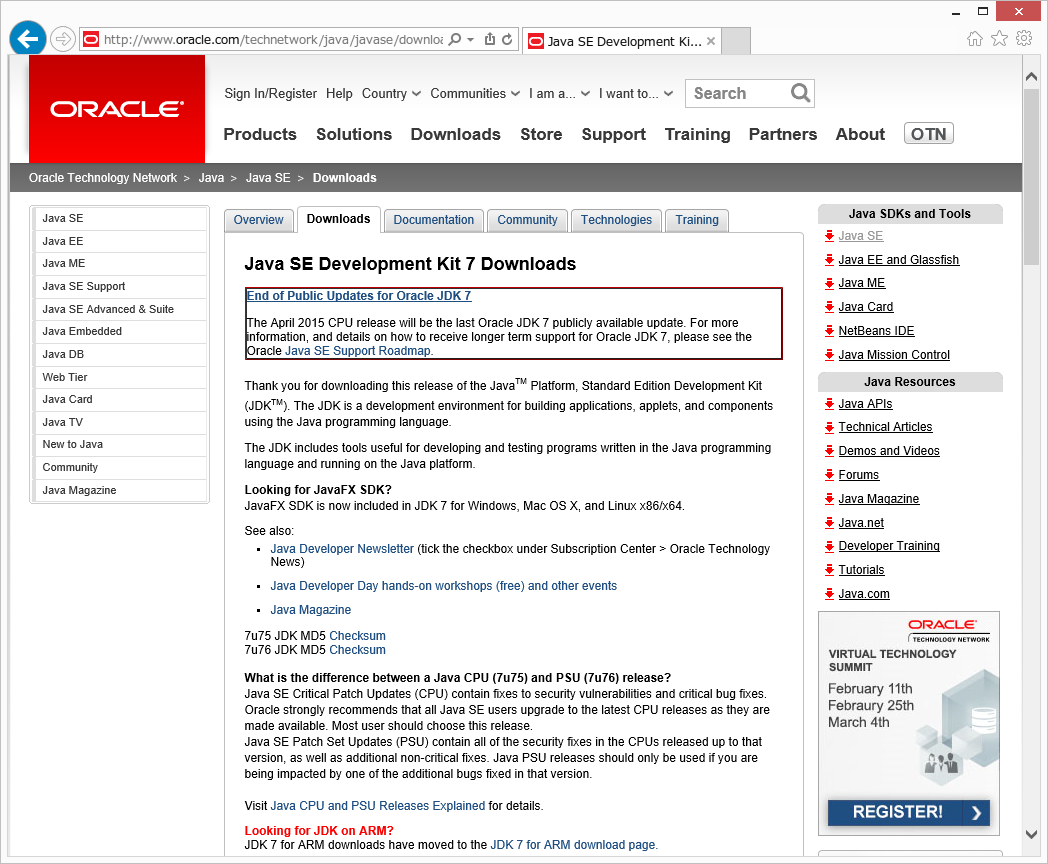 http://www.oracle.com/technetwork/java/javase/downloa
Java SE Development Ki...
ORACLE
Sign In/Register Help Country Communities I am a... I want to... Search
Products Solutions Downloads Store Support Training Partners About OTN
Oracle Technology Network > Java > Java SE > Downloads
Java SE
Java EE
Java ME
Java SE Support
Java SE Advanced & Suite
Java Embedded
Java DB
Web Tier
Java Card
Java TV
New to Java
Community
Java Magazine
Overview Downloads Documentation Community Technologies Training
Java SE Development Kit 7 Downloads
End of Public Updates for Oracle JDK 7
The April 2015 CPU release will be the last Oracle JDK 7 publicly available update. For more
information, and details on how to receive longer term support for Oracle JDK 7, please see the
Oracle Java SE Support Roadmap.
Thank you for downloading this release of the Java™ Platform, Standard Edition Development Kit
(JDK™). The JDK is a development environment for building applications, applets, and components
using the Java programming language.
The JDK includes tools useful for developing and testing programs written in the Java programming
language and running on the Java platform.
Looking for JavaFX SDK?
JavaFX SDK is now included in JDK 7 for Windows, Mac OS X, and Linux x86/x64.
See also:
Java Developer Newsletter (tick the checkbox under Subscription Center > Oracle Technology
News)
Java Developer Day hands-on workshops (free) and other events
Java Magazine
7u75 JDK MD5 Checksum
7u76 JDK MD5 Checksum
What is the difference between a Java CPU (7u75) and PSU (7u76) release?
Java SE Critical Patch Updates (CPU) contain fixes to security vulnerabilities and critical bug fixes.
Oracle strongly recommends that all Java SE users upgrade to the latest CPU releases as they are
made available. Most user should choose this release.
Java SE Patch Set Updates (PSU) contain all of the security fixes in the CPUs released up to that
version, as well as additional non-critical fixes. Java PSU releases should only be used if you are
being impacted by one of the additional bugs fixed in that version.
Visit Java CPU and PSU Releases Explained for details.
Looking for JDK on ARM?
JDK 7 for ARM downloads have moved to the JDK 7 for ARM download page.
Java SDKs and Tools
Java SE
Java EE and Glassfish
Java ME
Java Card
NetBeans IDE
Java Mission Control
Java Resources
Java APIs
Technical Articles
Demos and Videos
Forums
Java Magazine
Java.net
Developer Training
Tutorials
Java.com
ORACLE
TECHNOLOGY NETWORK
VIRTUAL TECHNOLOGY
SUMMIT
February 11th
Febraury 25th
March 4th
REGISTER!